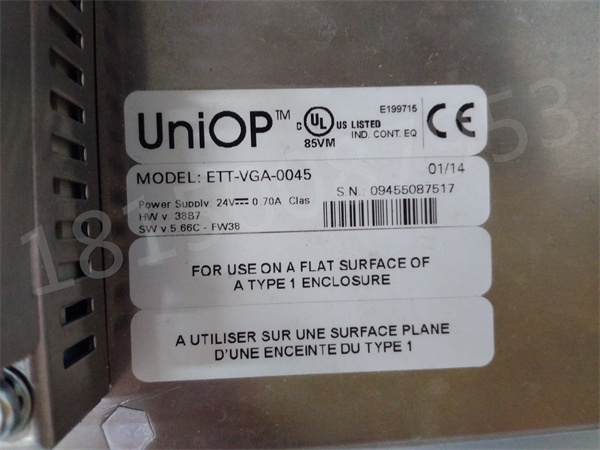 UniOP™
C UL US LISTED
E199715
IND. CONT. EQ
85VM
CE
MODEL: ETT-VGA-0045
01/14
Power Supply: 24V⎓ 0.70A Clas
S.N.: 09455087517
HW v. 38B7
SW v.5.66C - FW38
FOR USE ON A FLAT SURFACE OF
A TYPE 1 ENCLOSURE
A UTILISER SUR UNE SURFACE PLANE
D'UNE ENCEINTE DU TYPE 1